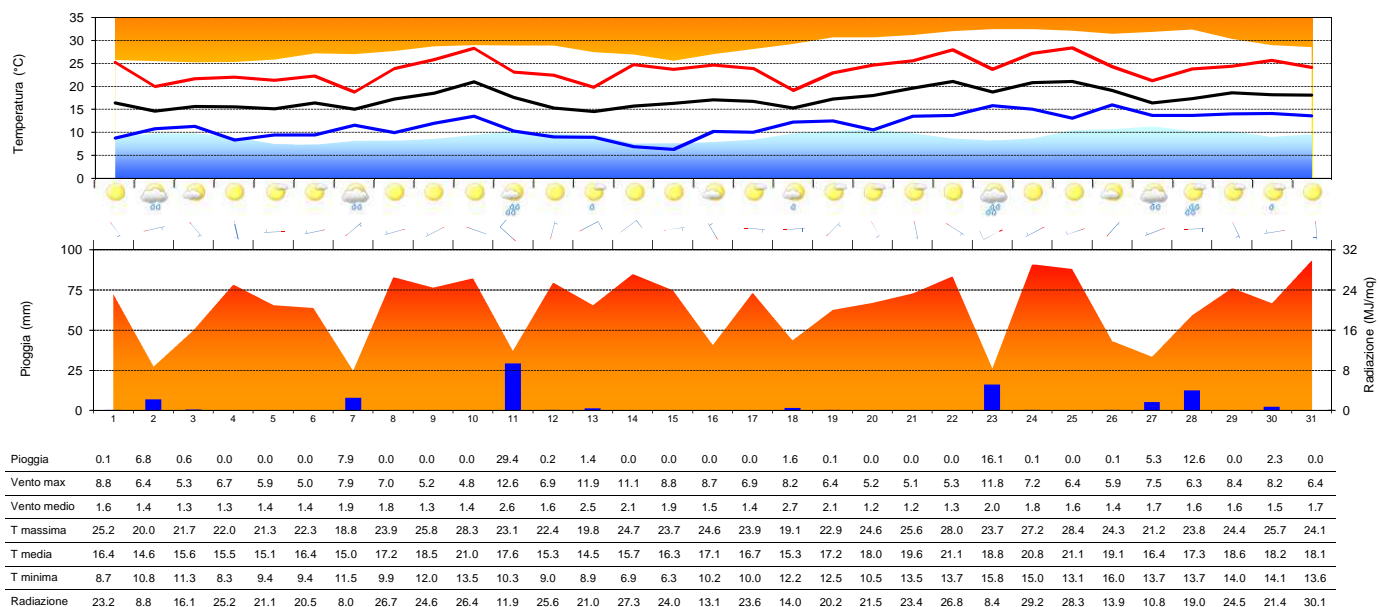 Temperatura (°C)
35
30
25
20
15
10
5
0
Pioggia (mm)
100
75
50
25
0
32
24
16
8
0
Radiazione (MJ/mq)
1 2 3 4 5 6 7 8 9 10 11 12 13 14 15 16 17 18 19 20 21 22 23 24 25 26 27 28 29 30 31
Pioggia 0.1 6.8 0.6 0.0 0.0 0.0 7.9 0.0 0.0 0.0 29.4 0.2 1.4 0.0 0.0 0.0 0.0 1.6 0.1 0.0 0.0 0.0 16.1 0.1 0.0 0.1 5.3 12.6 0.0 2.3 0.0
Vento max 8.8 6.4 5.3 6.7 5.9 5.0 7.9 7.0 5.2 4.8 12.6 6.9 11.9 11.1 8.8 8.7 6.9 8.2 6.4 5.2 5.1 5.3 11.8 7.2 6.4 5.9 7.5 6.3 8.4 8.2 6.4
Vento medio 1.6 1.4 1.3 1.3 1.4 1.4 1.9 1.8 1.3 1.4 2.6 1.6 2.5 2.1 1.9 1.5 1.4 2.7 2.1 1.2 1.2 1.3 2.0 1.8 1.6 1.4 1.7 1.6 1.6 1.5 1.7
T massima 25.2 20.0 21.7 22.0 21.3 22.3 18.8 23.9 25.8 28.3 23.1 22.4 19.8 24.7 23.7 24.6 23.9 19.1 22.9 24.6 25.6 28.0 23.7 27.2 28.4 24.3 21.2 23.8 24.4 25.7 24.1
T media 16.4 14.6 15.6 15.5 15.1 16.4 15.0 17.2 18.5 21.0 17.6 15.3 14.5 15.7 16.3 17.1 16.7 15.3 17.2 18.0 19.6 21.1 18.8 20.8 21.1 19.1 16.4 17.3 18.6 18.2 18.1
T minima 8.7 10.8 11.3 8.3 9.4 9.4 11.5 9.9 12.0 13.5 10.3 9.0 8.9 6.9 6.3 10.2 10.0 12.2 12.5 10.5 13.5 13.7 15.8 15.0 13.1 16.0 13.7 13.7 14.0 14.1 13.6
Radiazione 23.2 8.8 16.1 25.2 21.1 20.5 8.0 26.7 24.6 26.4 11.9 25.6 21.0 27.3 24.0 13.1 23.6 14.0 20.2 21.5 23.4 26.8 8.4 29.2 28.3 13.9 10.8 19.0 24.5 21.4 30.1